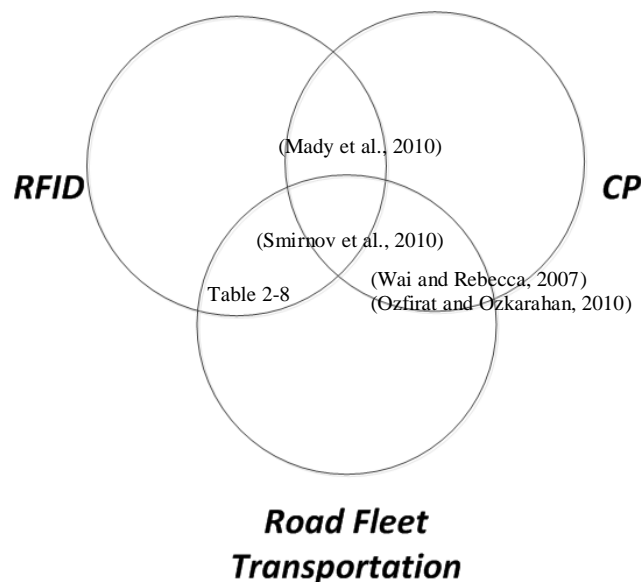 (Mady et al., 2010)
RFID
CP
(Smirnov et al., 2010)
(Wai and Rebecca, 2007)
Table 2-8
(Ozfirat and Ozkarahan, 2010)
Road Fleet
Transportation